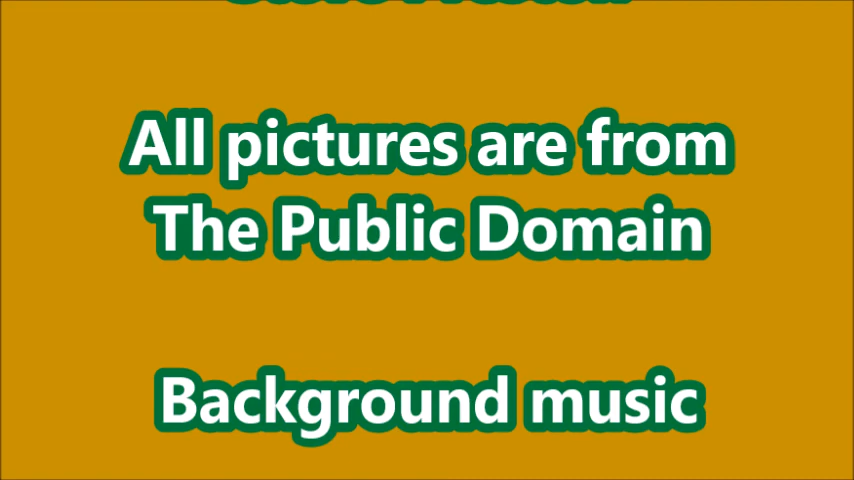 All pictures are from
The Public Domain
Background music